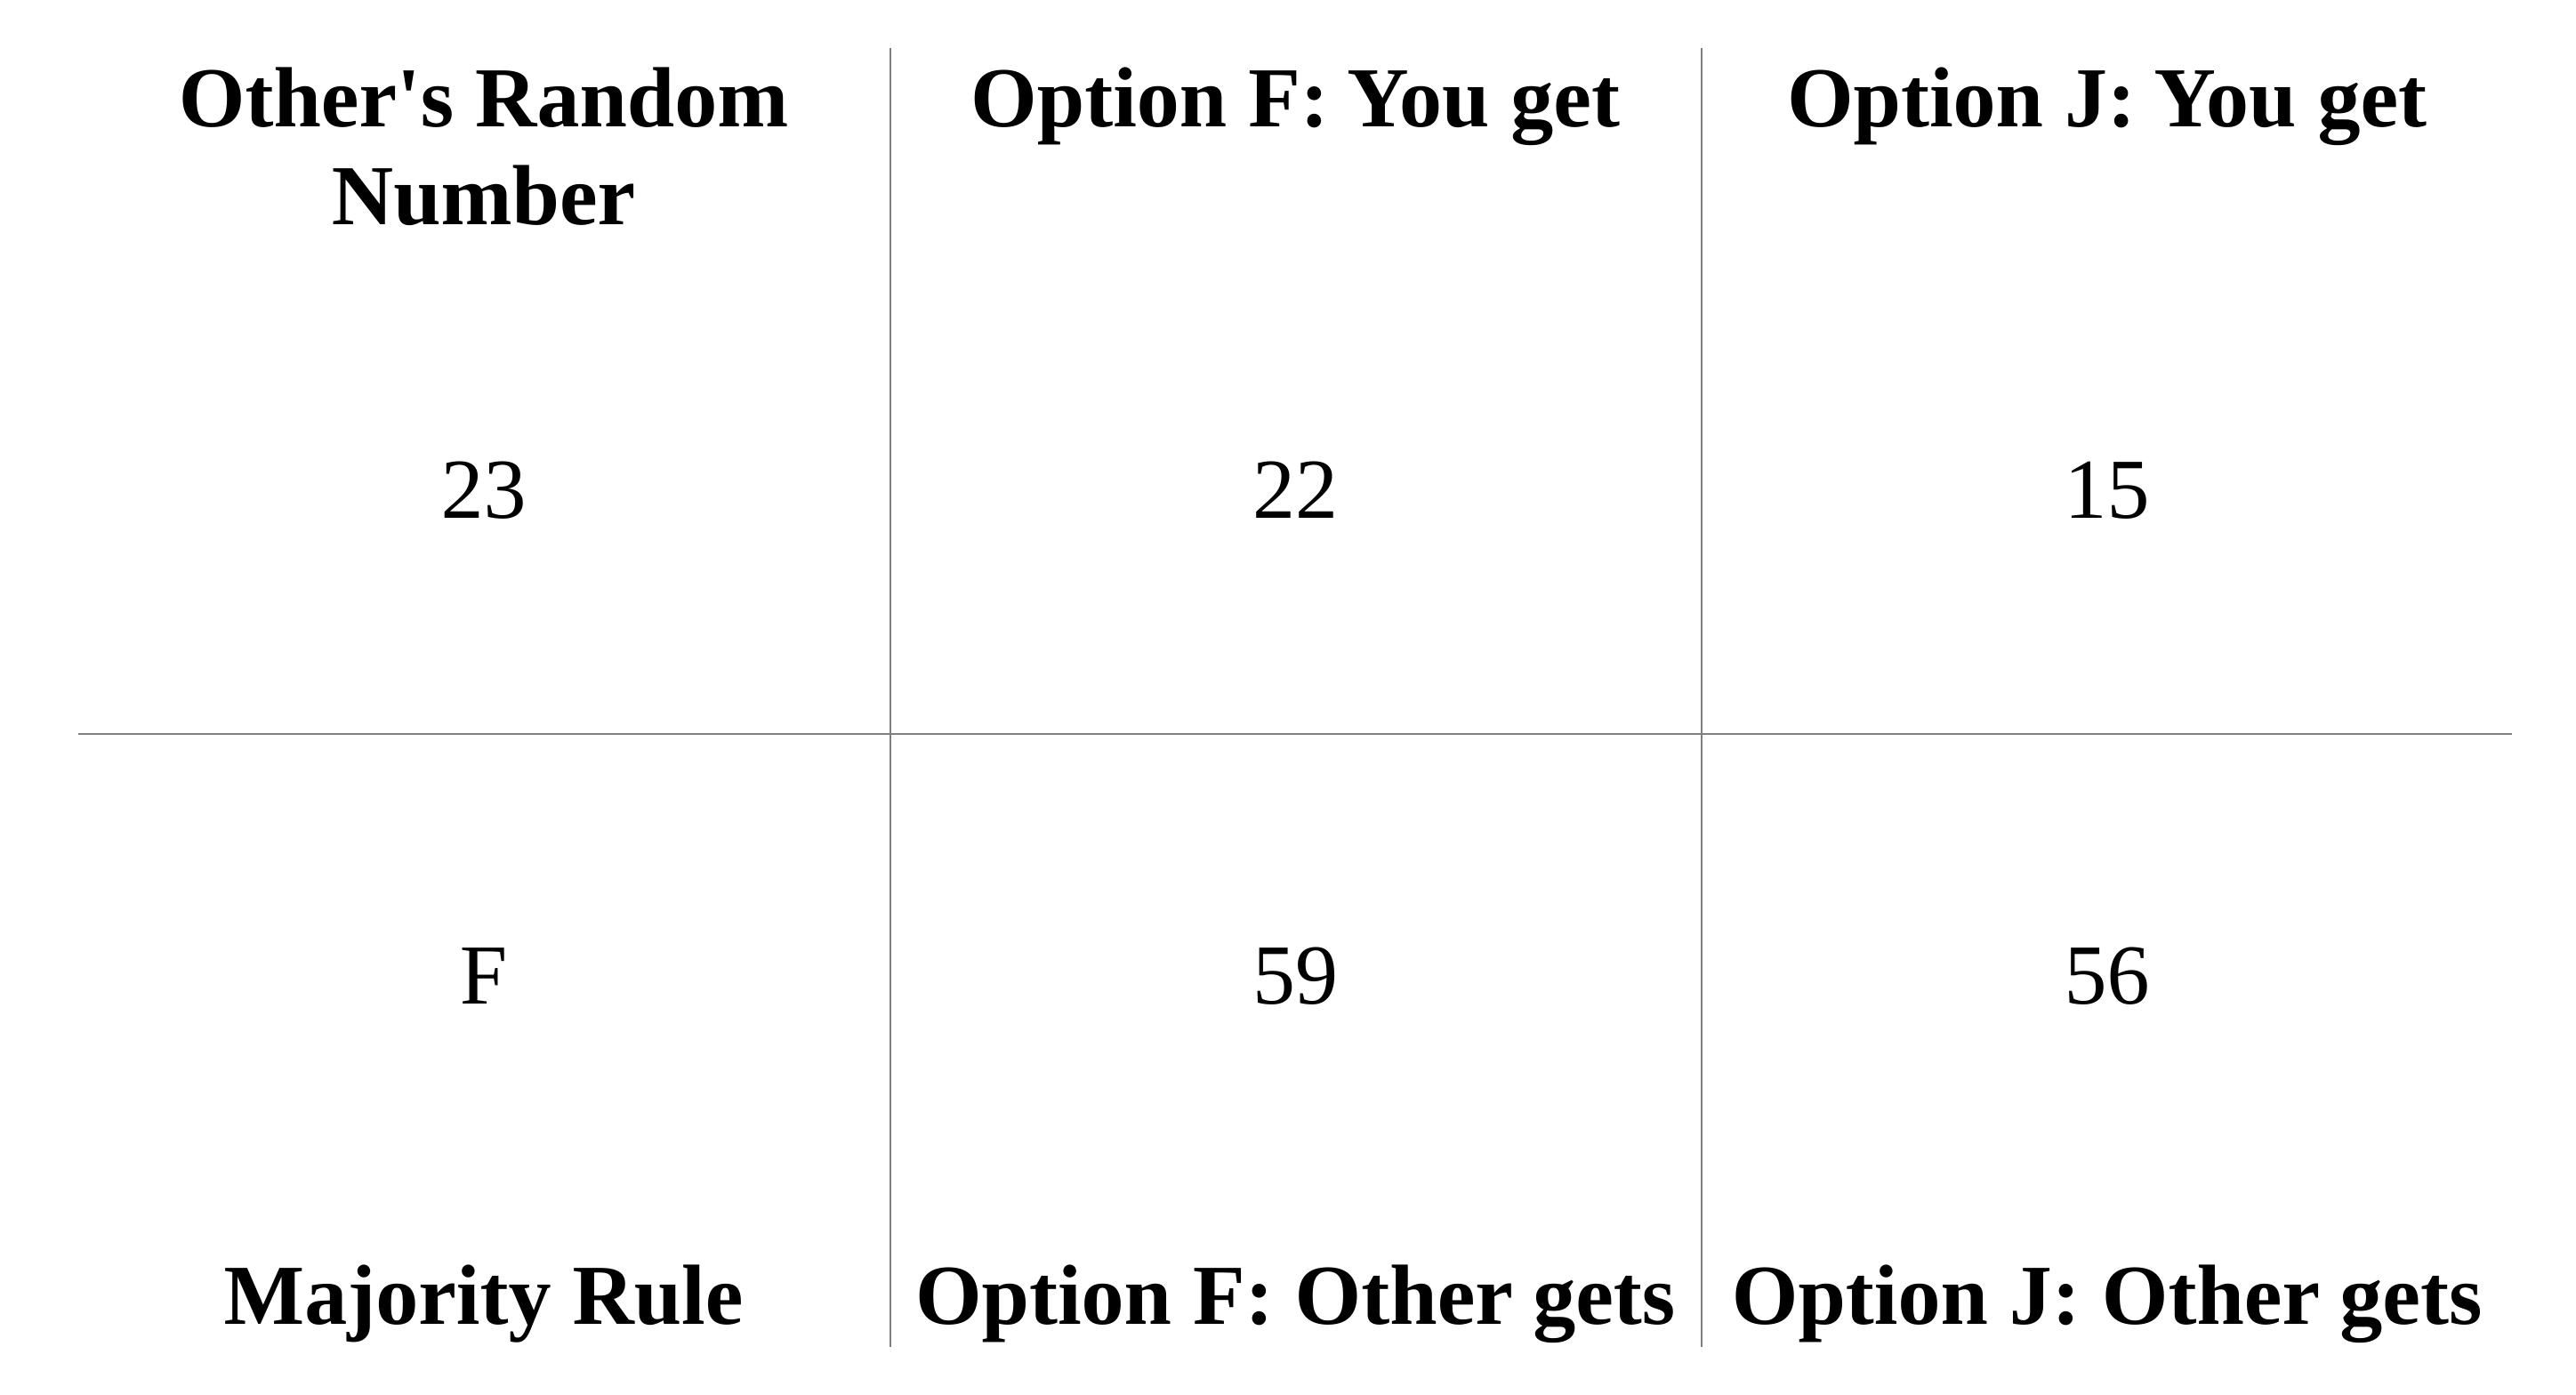 Other's Random
Number
Option F: You get
Option J: You get
23
22
15
F
59
56
Majority Rule
Option F: Other gets
Option J: Other gets